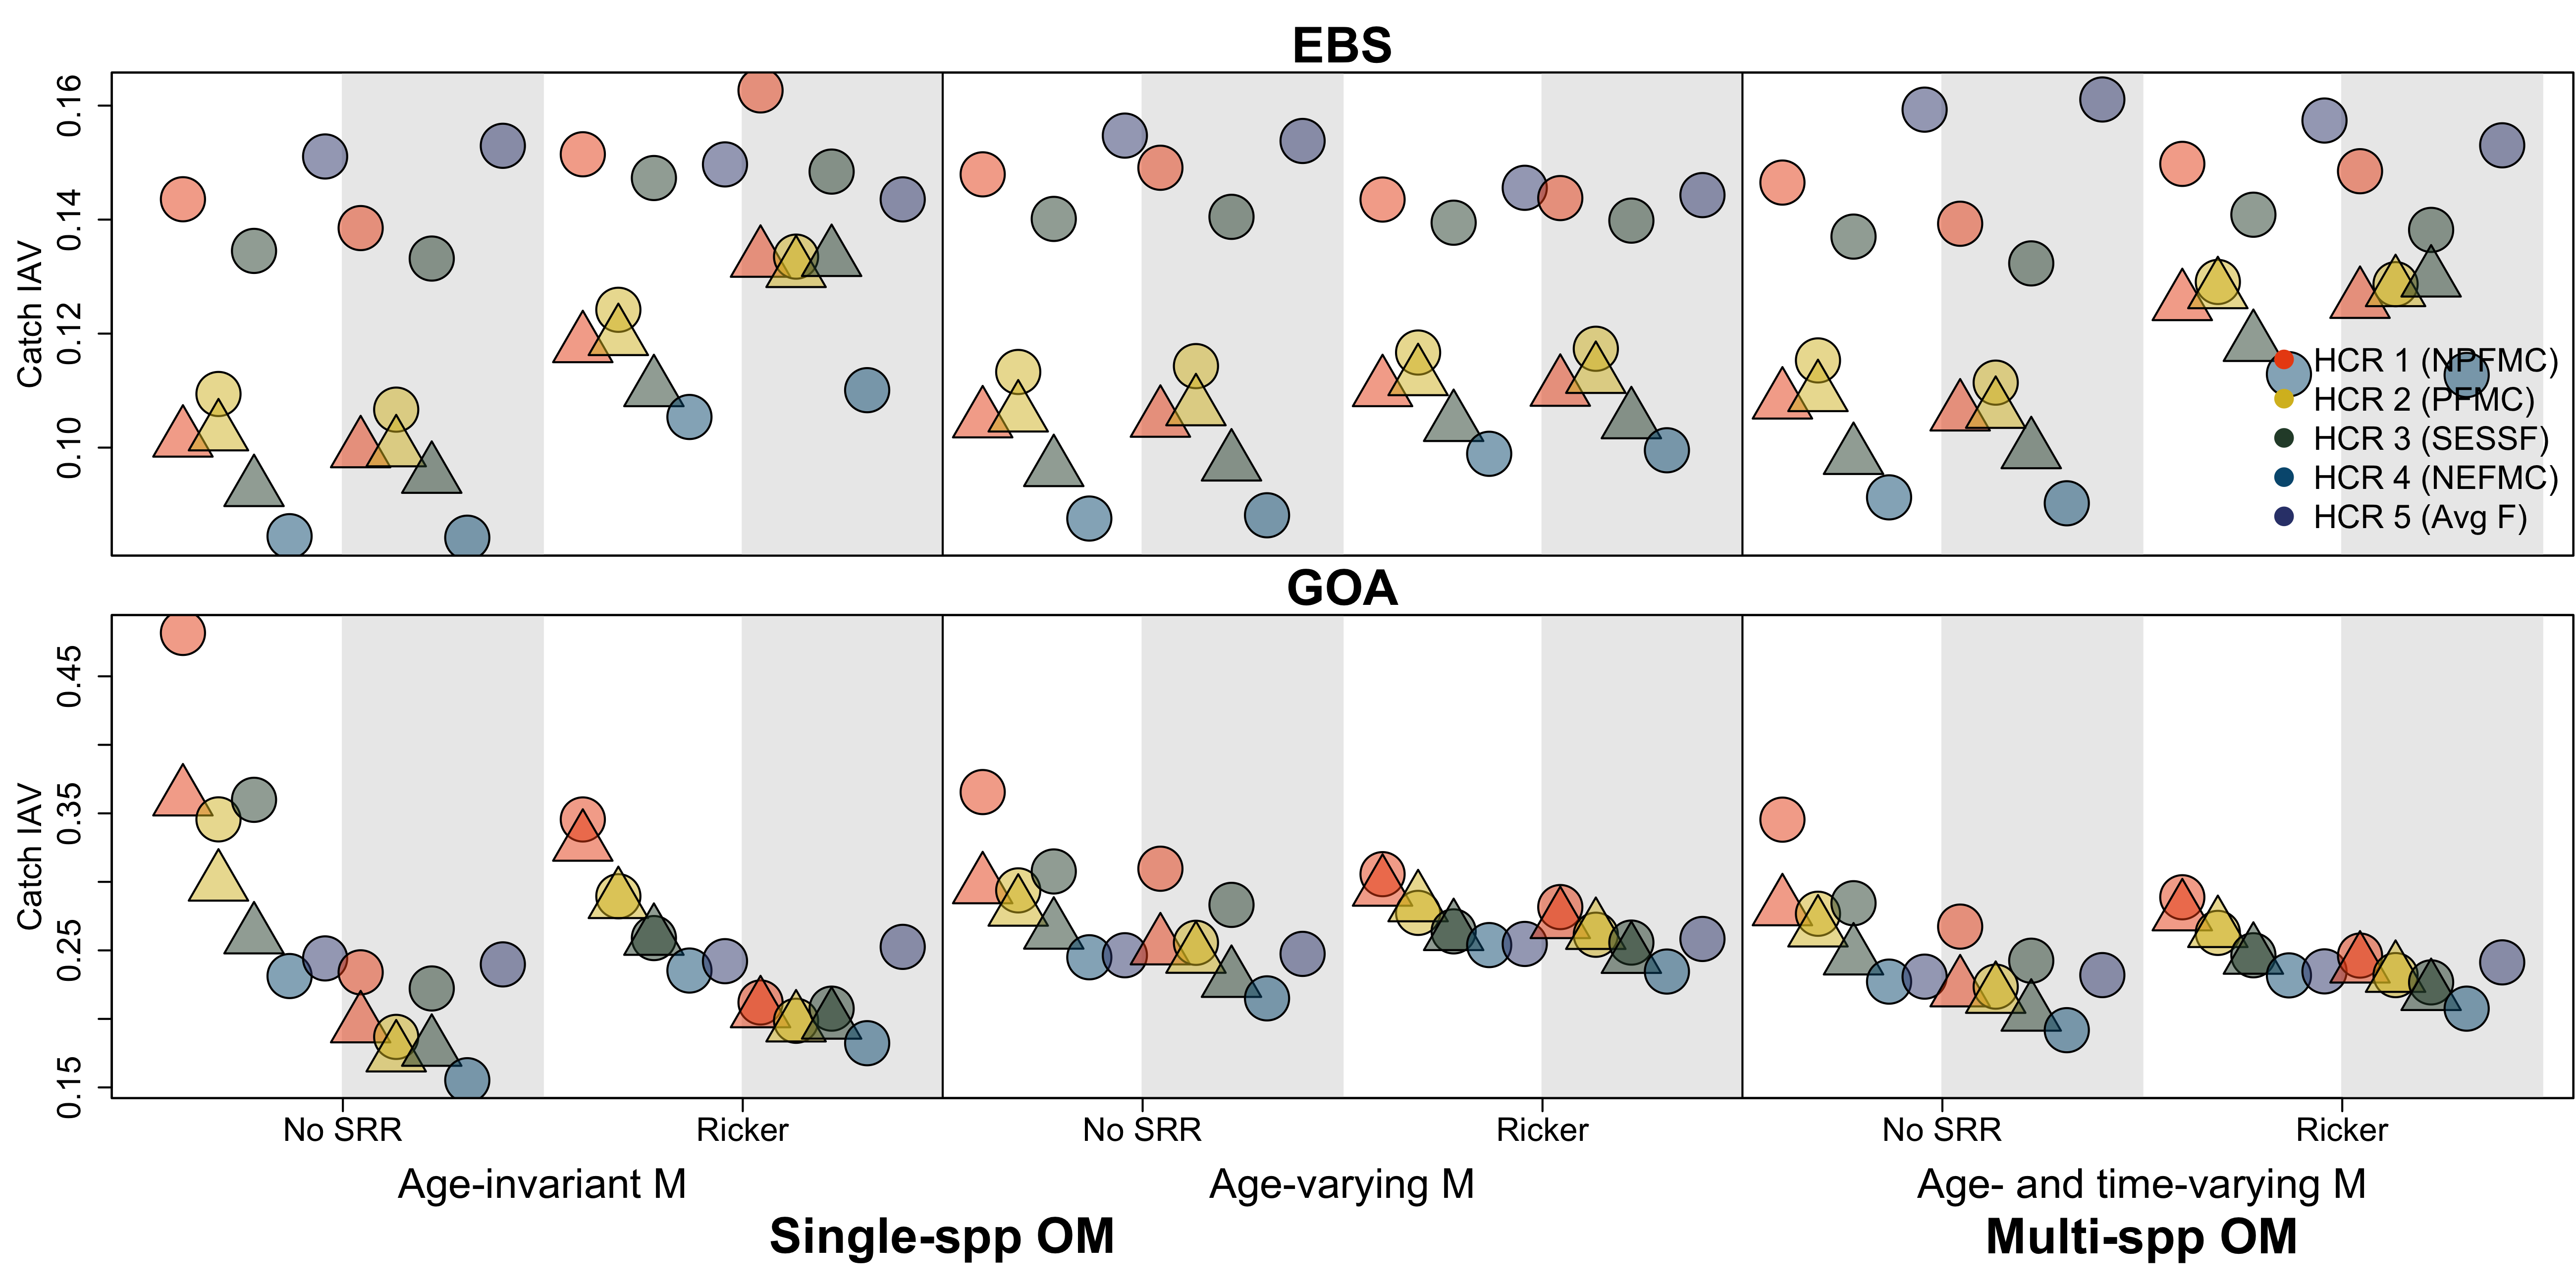 EBS
Catch IAV
0.16
0.14
0.12
0.10
HCR 1 (NPFMC)
HCR 2 (PFMC)
HCR 3 (SESSF)
HCR 4 (NEFMC)
HCR 5 (Avg F)
GOA
Catch IAV
0.45
0.35
0.25
0.15
No SRR Ricker No SRR Ricker No SRR Ricker
Age-invariant M Age-varying M Age- and time-varying M
Single-spp OM Multi-spp OM